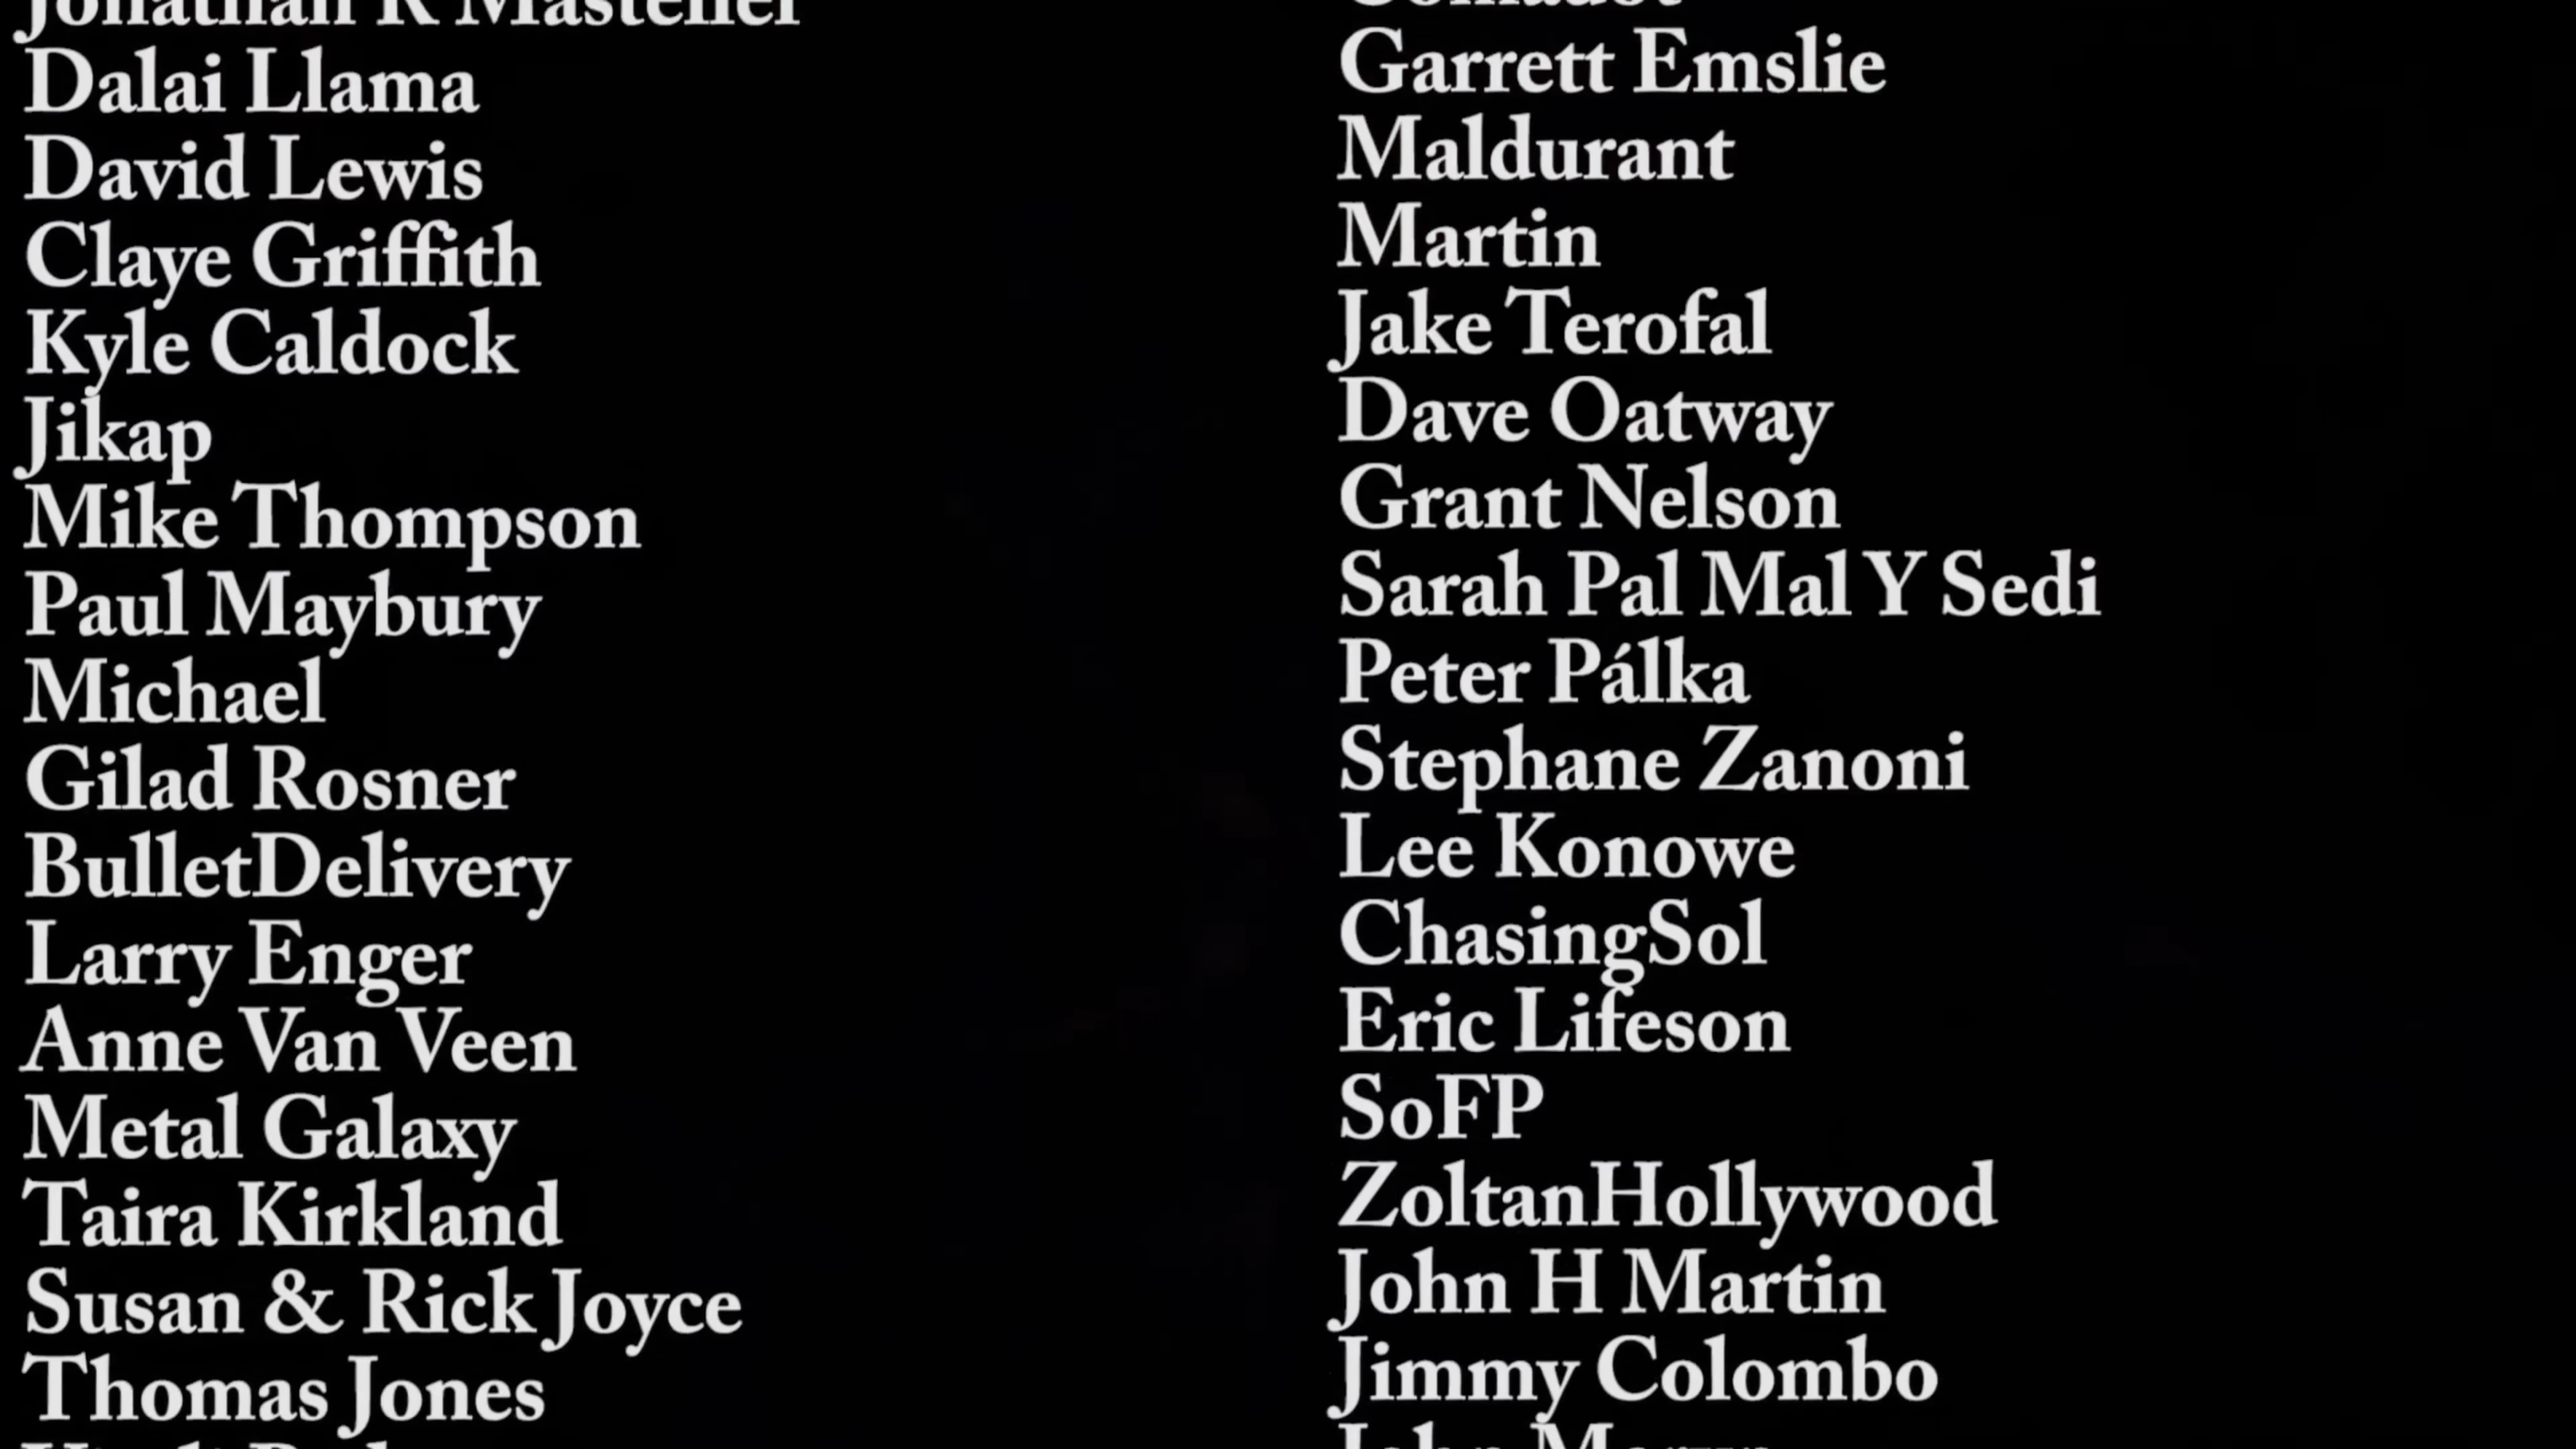 Jonathan R
Dalai Llama
David Lewis
Claye Griffith
Kyle Caldock
Jikap
Mike Thompson
Paul Maybury
Michael
Gilad Rosner
BulletDelivery
Larry Enger
Anne Van Veen
Metal Galaxy
Taira Kirkland
Susan & Rick Joyce
Thomas Jones
Garrett Emslie
Maldurant
Martin
Jake Terofal
Dave Oatway
Grant Nelson
Sarah Pal Mal Y Sedi
Peter Pálka
Stephane Zanoni
Lee Konowe
ChasingSol
Eric Lifeson
SoFP
ZoltanHollywood
John H Martin
Jimmy Colombo
John